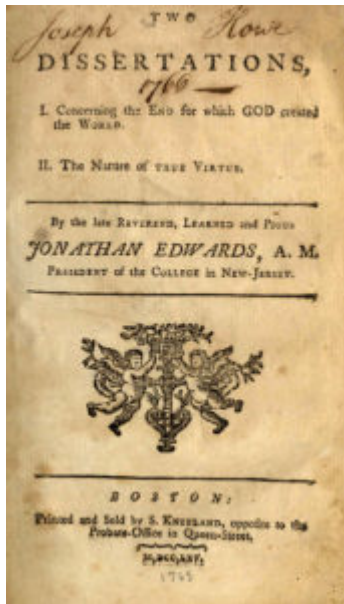 TWO
Joseph Howe
DISSERTATIONS,
1766 —
I. Concerning the END for which GOD created
the WORLD.
II. The Nature of TRUE VIRTUE.
By the late REVEREND, LEARNED and PIOUS
JONATHAN EDWARDS, A. M.
PRESIDENT of the COLLEGE in NEW-JERSEY.
BOSTON:
Printed and Sold by S. KNEELAND, opposite to the
Probate-Office in Queen-Street.
M,DCC,LXV.
1765